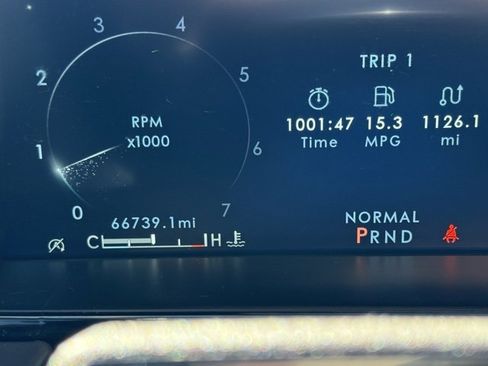 3
4
2
5
TRIP 1
RPM
x1000
1001:47 15.3 1126.1
Time MPG mi
1
6
0
7
66739.1mi
NORMAL
C H
PRND